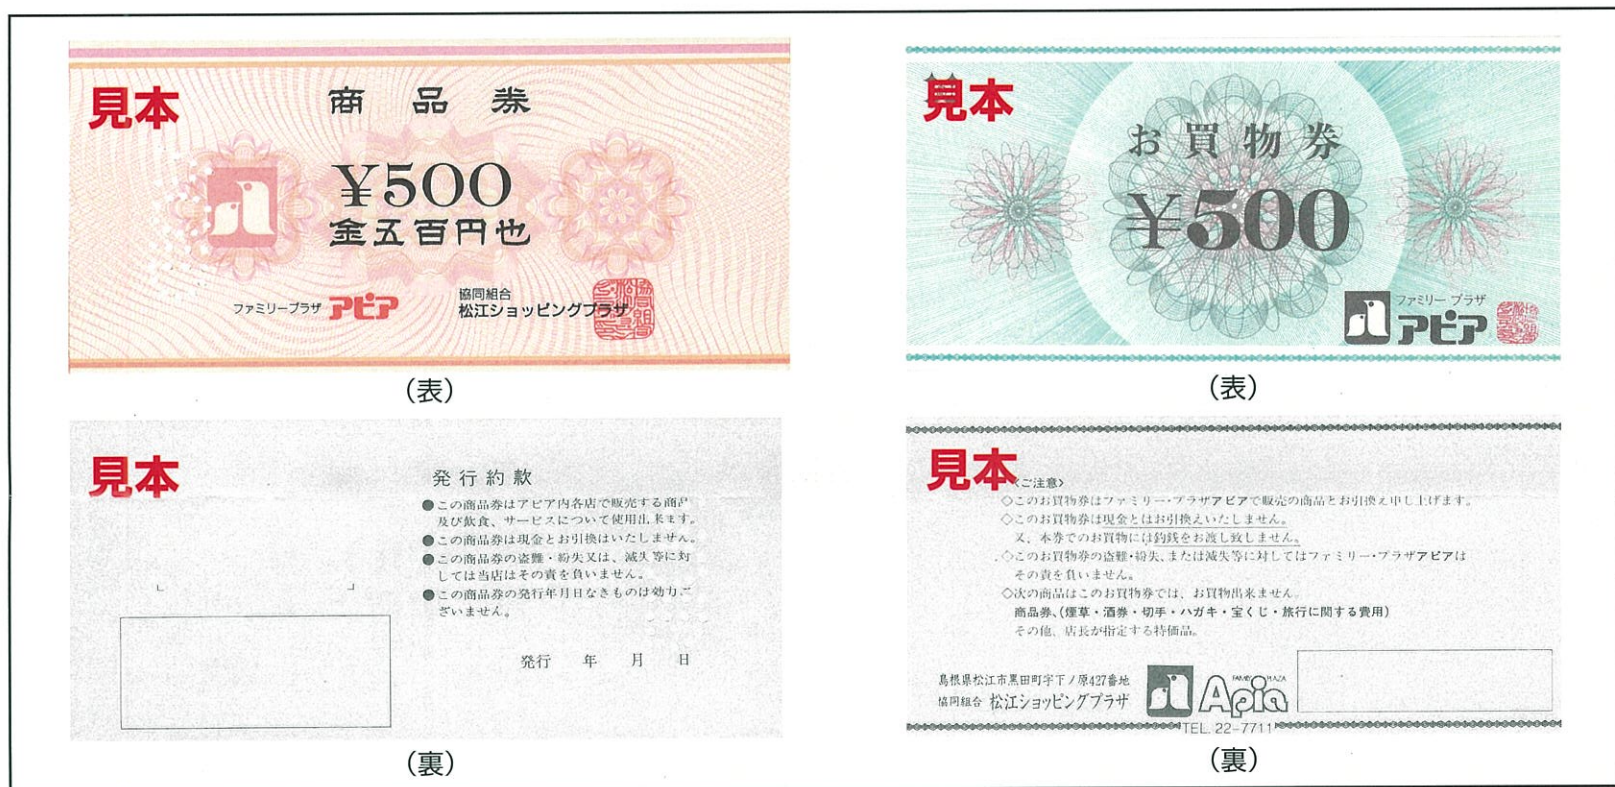 見本
商品券
¥500
金五百円也
ファミリープラザ アピア
協同組合
松江ショッピングプラザ
(表)
見本
お買物券
¥500
ファミリー プラザ
アピア
(表)
見本
発行約款
●この商品券はアピア内各店で販売する商品
及び飲食、サービスについて使用出来ます。
●この商品券は現金とお引換はいたしません。
●この商品券の盗難・紛失又は、滅失等に対
しては当店はその責を負いません。
●この商品券の発行年月日なきものは効力ご
ざいません。
発行 年 月 日
(裏)
見本
〈ご注意〉
◇このお買物券はファミリー・プラザアピアで販売の商品とお引換え申し上げます。
◇このお買物券は現金とはお引換えいたしません。
又、本券でのお買物には釣銭をお渡し致しません。
◇このお買物券の盗難・紛失、または滅失等に対してはファミリー・プラザアピアは
その責を負いません。
◇次の商品はこのお買物券では、お買物出来ません。
商品券、(煙草・酒券・切手・ハガキ・宝くじ・旅行に関する費用)
その他、店長が指定する特価品。
島根県松江市黒田町字下ノ原427番地
協同組合 松江ショッピングプラザ
FAMILY PLAZA
Apia
TEL. 22-7711
(裏)